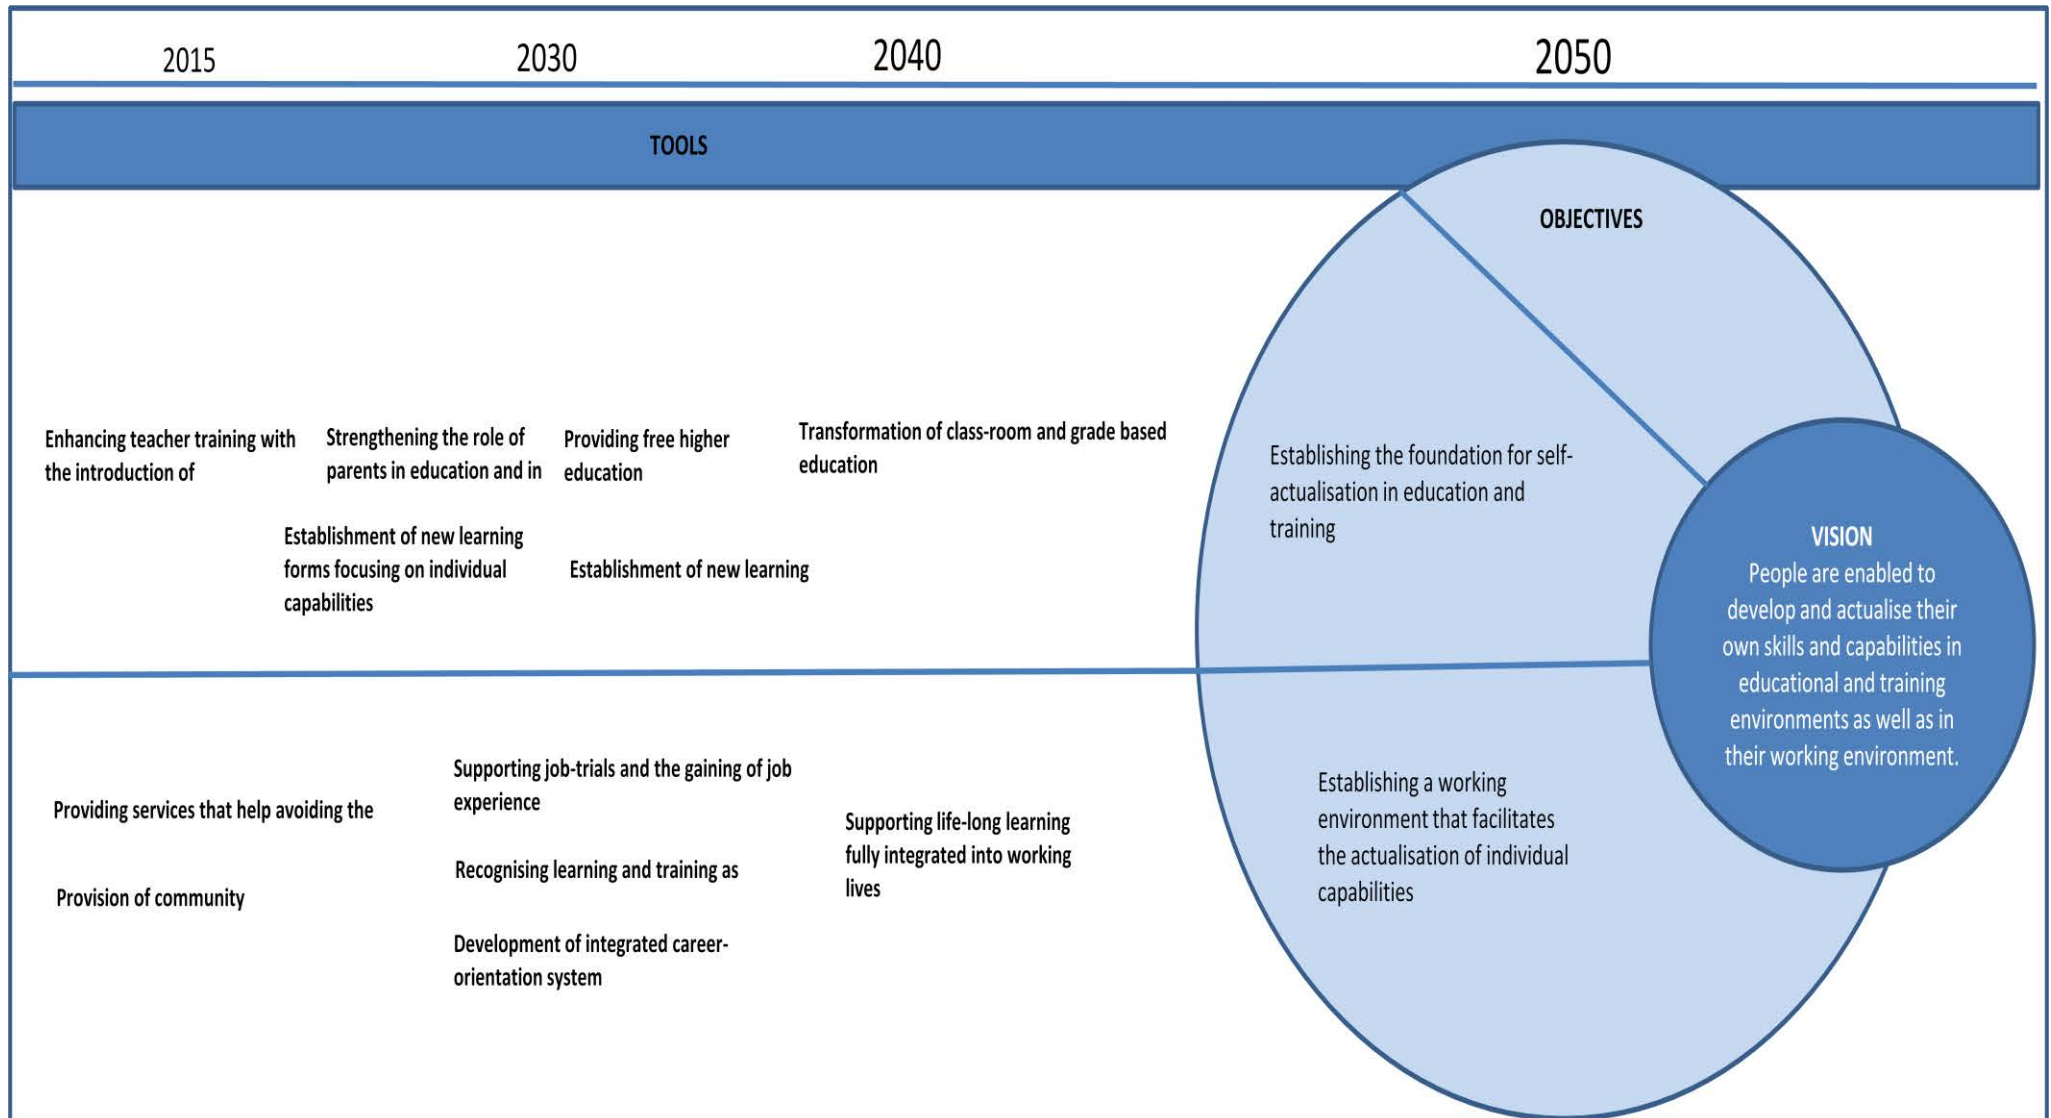 2015
2030
2040
2050
TOOLS
OBJECTIVES
Enhancing teacher training with
the introduction of
Strengthening the role of
parents in education and in
Providing free higher
education
Transformation of class-room and grade based
education
Establishment of new learning
forms focusing on individual
capabilities
Establishment of new learning
Establishing the foundation for self-
actualisation in education and
training
VISION
People are enabled to
develop and actualise their
own skills and capabilities in
educational and training
environments as well as in
their working environment.
Providing services that help avoiding the
Provision of community
Supporting job-trials and the gaining of job
experience
Recognising learning and training as
Development of integrated career-
orientation system
Supporting life-long learning
fully integrated into working
lives
Establishing a working
environment that facilitates
the actualisation of individual
capabilities